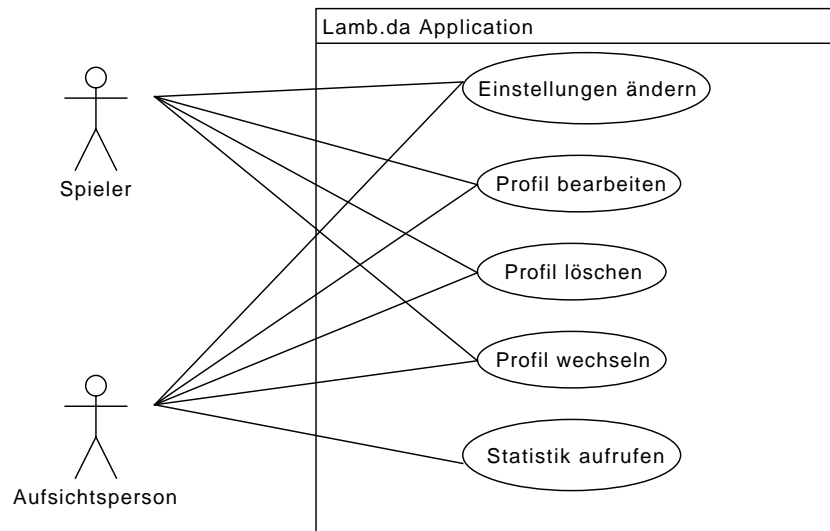 Lamb.da Application
Einstellungen ändern
Spieler
Profil bearbeiten
Profil löschen
Profil wechseln
Statistik aufrufen
Aufsichtsperson